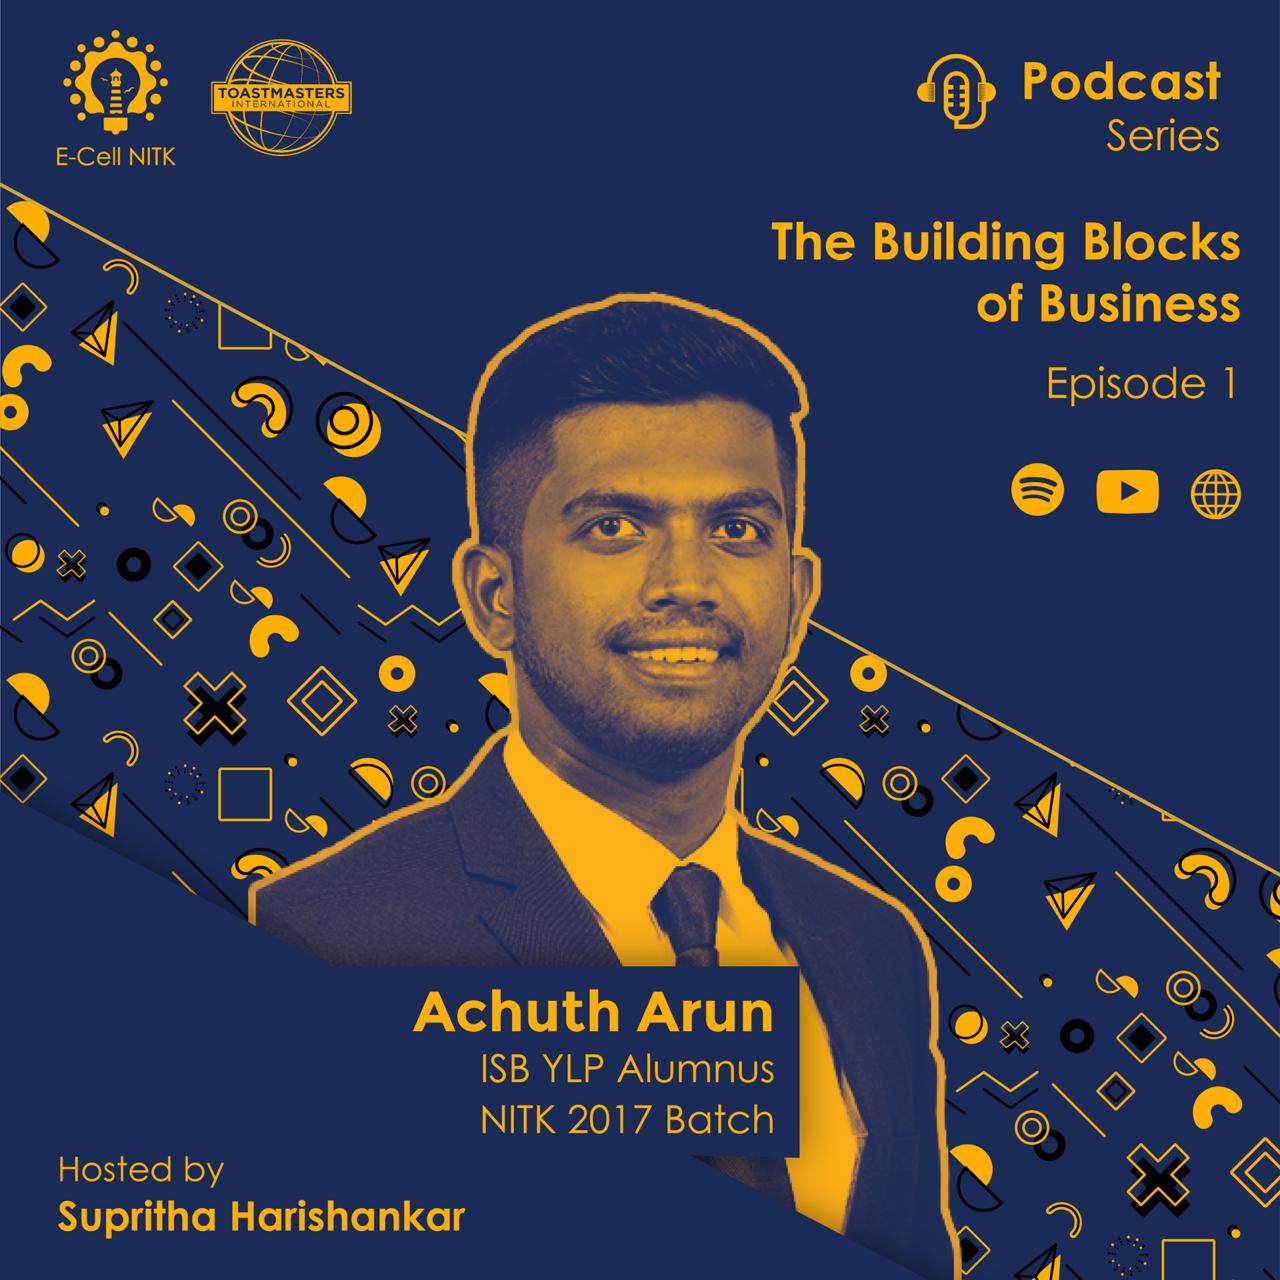 E-Cell NITK
TOASTMASTERS
INTERNATIONAL
Podcast
Series
The Building Blocks
of Business
Episode 1
Achuth Arun
ISB YLP Alumnus
NITK 2017 Batch
Hosted by
Supritha Harishankar